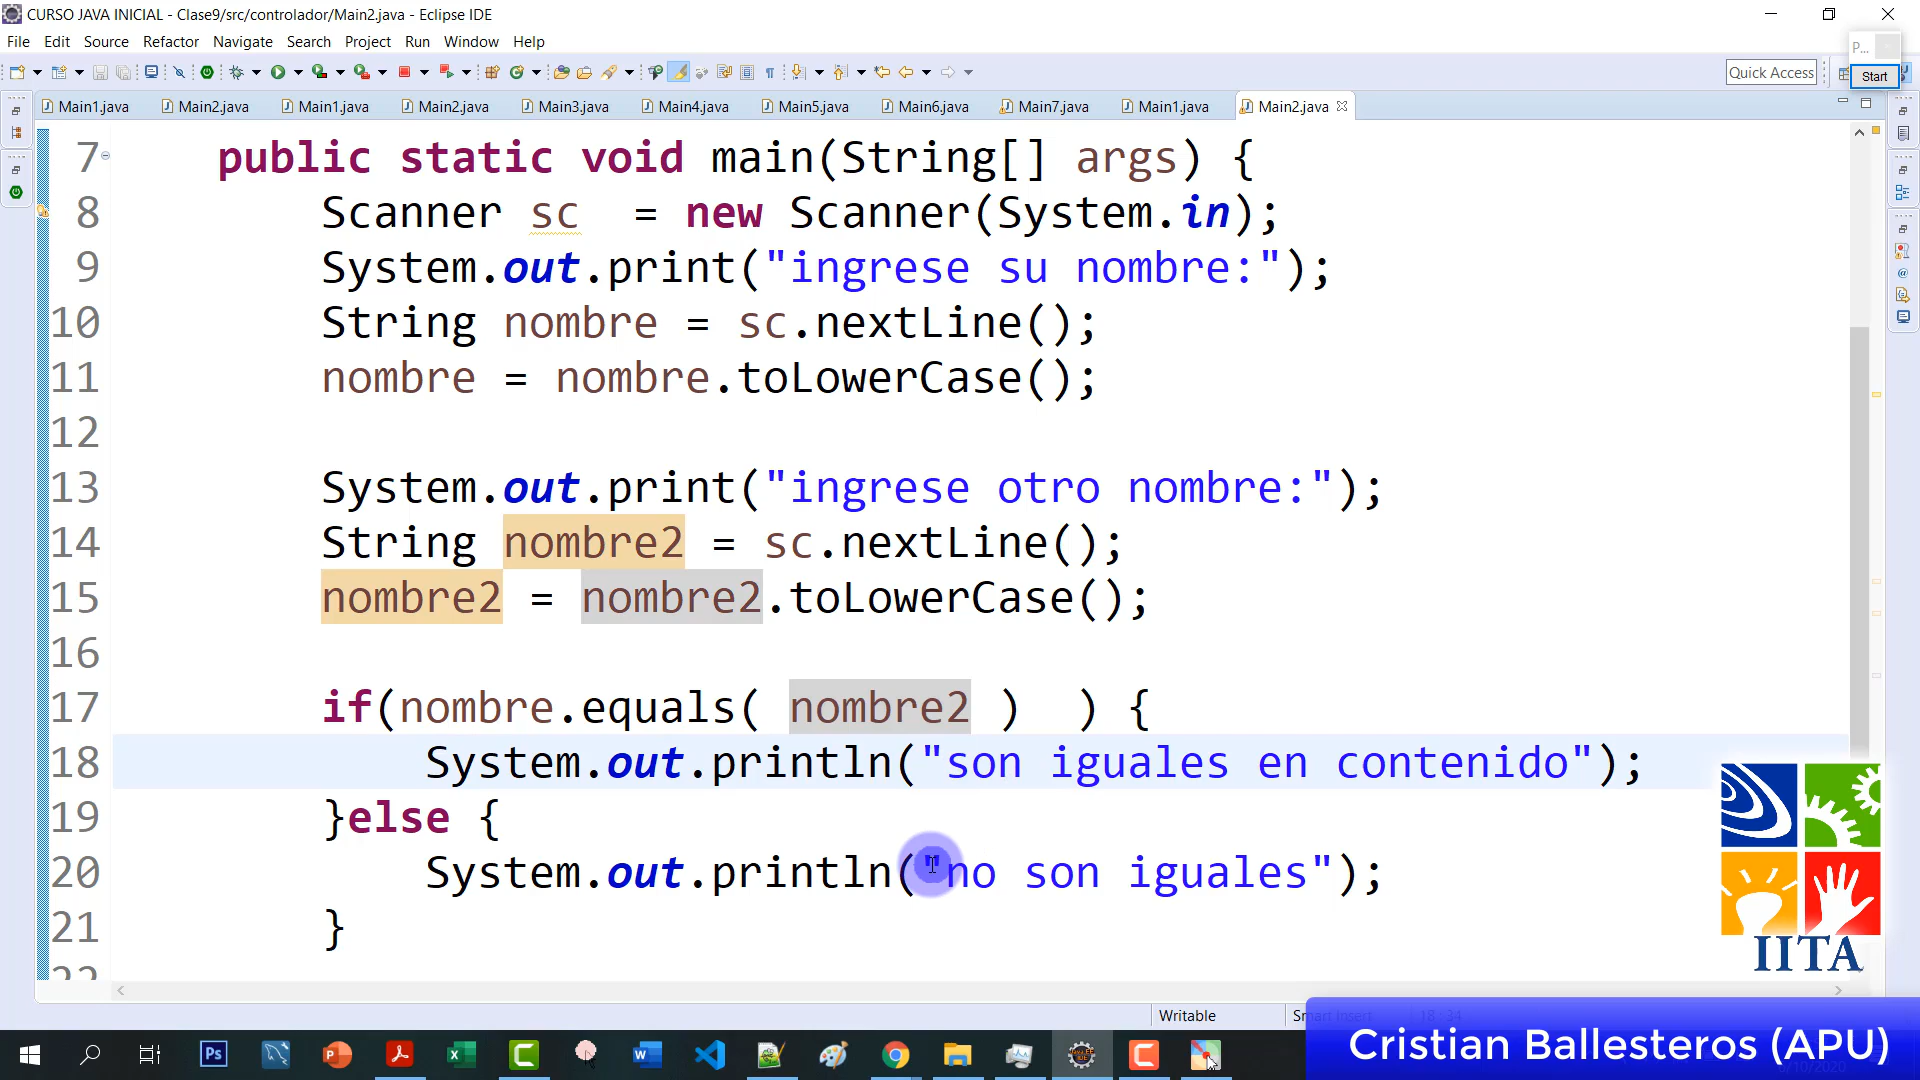 CURSO JAVA INICIAL - Clase9/src/controlador/Main2.java - Eclipse IDE
File Edit Source Refactor Navigate Search Project Run Window Help
P...
Quick Access
Start
Main1.java Main2.java Main1.java Main2.java Main3.java Main4.java Main5.java Main6.java Main7.java Main1.java Main2.java
7 public static void main(String[] args) {
8 Scanner sc = new Scanner(System.in);
9 System.out.print("ingrese su nombre:");
10 String nombre = sc.nextLine();
11 nombre = nombre.toLowerCase();
12
13 System.out.print("ingrese otro nombre:");
14 String nombre2 = sc.nextLine();
15 nombre2 = nombre2.toLowerCase();
16
17 if(nombre.equals( nombre2 ) ) {
18 System.out.println("son iguales en contenido");
19 }else {
20 System.out.println("no son iguales");
21 }
22
IITA
Writable
Cristian Ballesteros (APU)